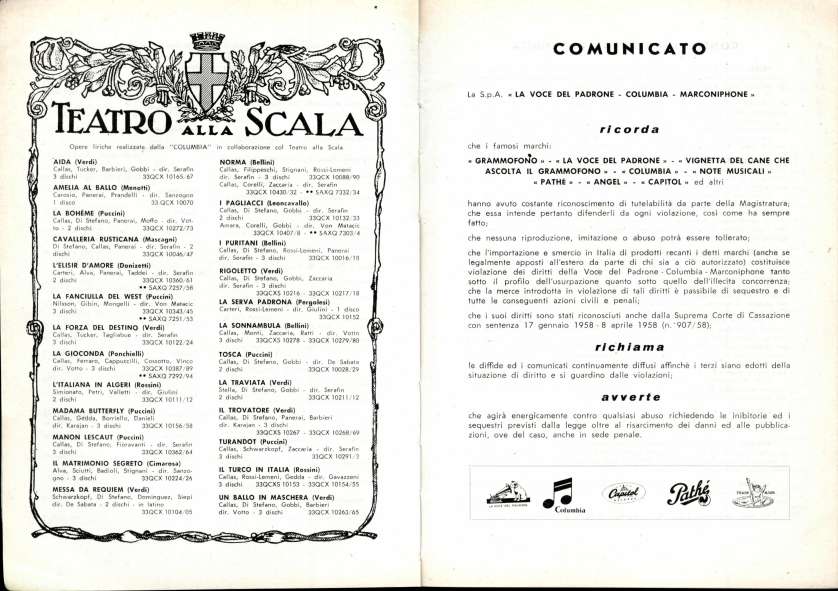 TEATRO ALLA SCALA
Opere liriche realizzate dalla "COLUMBIA" in collaborazione col Teatro alla Scala
AIDA (Verdi)
Callas, Tucker, Barbieri, Gobbi - dir. Serafin
3 dischi 33QCX 10165/67
AMELIA AL BALLO (Menotti)
Carosio, Panerai, Prandelli - dir. Sanzogno
1 disco 33.QCX 10070
LA BOHÈME (Puccini)
Callas, Di Stefano, Panerai, Moffo - dir. Vot-
to - 2 dischi 33QCX 10272/73
CAVALLERIA RUSTICANA (Mascagni)
Di Stefano, Callas, Panerai - dir. Serafin - 2
dischi 33QCX 10046/47
L'ELISIR D'AMORE (Donizetti)
Carteri, Alva, Panerai, Taddei - dir. Serafin
2 dischi 33QCX 10360/61
•• SAXQ 7257/58
LA FANCIULLA DEL WEST (Puccini)
Nilsson, Gibin, Mongelli - dir. Von Matacic
3 dischi 33QCX 10343/45
•• SAXQ 7251/53
LA FORZA DEL DESTINO (Verdi)
Callas, Tucker, Tagliabue - dir. Serafin
3 dischi 33QCX 10122/24
LA GIOCONDA (Ponchielli)
Callas, Ferraro, Cappuccilli, Cossotto, Vinco
dir. Votto - 3 dischi 33QCX 10387/89
•• SAXQ 7292/94
L'ITALIANA IN ALGERI (Rossini)
Simionato, Petri, Valletti - dir. Giulini
2 dischi 33QCX 10111/12
MADAMA BUTTERFLY (Puccini)
Callas, Gedda, Borriello, Danieli
dir. Karajan - 3 dischi 33QCX 10156/58
MANON LESCAUT (Puccini)
Callas, Di Stefano, Fioravanti - dir. Serafin
3 dischi 33QCX 10362/64
IL MATRIMONIO SEGRETO (Cimarosa)
Alva, Sciutti, Badioli, Stignani - dir. Sanzo-
gno - 3 dischi 33QCX 10224/26
MESSA DA REQUIEM (Verdi)
Schwarzkopf, Di Stefano, Dominguez, Siepi
dir. De Sabata - 2 dischi - in latino
33QCX 10104/05
NORMA (Bellini)
Callas, Filippeschi, Stignani, Rossi-Lemeni
dir. Serafin - 3 dischi 33QCX 10088/90
Callas, Corelli, Zaccaria - dir. Serafin
33QCX 10430/32 - •• SAXQ 7332/34
I PAGLIACCI (Leoncavallo)
Callas, Di Stefano, Gobbi - dir. Serafin
2 dischi 33QCX 10132/33
Amara, Corelli, Gobbi - dir. Von Matacic
33QCX 10407/8 - •• SAXQ 7303/4
I PURITANI (Bellini)
Callas, Di Stefano, Rossi-Lemeni, Panerai
dir. Serafin - 3 dischi 33QCX 10016/18
RIGOLETTO (Verdi)
Callas, Di Stefano, Gobbi, Zaccaria
dir. Serafin - 3 dischi
33QCXS 10216 - 33QCX 10217/18
LA SERVA PADRONA (Pergolesi)
Carteri, Rossi-Lemeni - dir. Giulini - 1 disco
33QCX 10152
LA SONNAMBULA (Bellini)
Callas, Monti, Zaccaria, Ratti - dir. Votto
3 dischi 33QCXS 10278 - 33QCX 10279/80
TOSCA (Puccini)
Callas, Di Stefano, Gobbi - dir. De Sabata
2 dischi 33QCX 10028/29
LA TRAVIATA (Verdi)
Stella, Di Stefano, Gobbi - dir. Serafin
2 dischi 33QCX 10211/12
IL TROVATORE (Verdi)
Callas, Di Stefano, Panerai, Barbieri
dir. Karajan - 3 dischi
33QCXS 10267 - 33QCX 10268/69
TURANDOT (Puccini)
Callas, Schwarzkopf, Zaccaria - dir. Serafin
3 dischi 33QCX 10291/3
IL TURCO IN ITALIA (Rossini)
Callas, Rossi-Lemeni, Gedda - dir. Gavazzeni
3 dischi 33QCXS 10153 - 33QCX 10154/55
UN BALLO IN MASCHERA (Verdi)
Callas, Di Stefano, Gobbi, Barbieri
dir. Votto - 3 dischi 33QCX 10263/65
COMUNICATO
La S.p.A. « LA VOCE DEL PADRONE - COLUMBIA - MARCONIPHONE »
ricorda
che i famosi marchi:
« GRAMMOFONO » - « LA VOCE DEL PADRONE » - « VIGNETTA DEL CANE CHE
ASCOLTA IL GRAMMOFONO » - « COLUMBIA » - « NOTE MUSICALI »
« PATHE » - « ANGEL » - « CAPITOL » ed altri
hanno avuto costante riconoscimento di tutelabilità da parte della Magistratura;
che essa intende pertanto difenderli da ogni violazione, così come ha sempre
fatto;
che nessuna riproduzione, imitazione o abuso potrà essere tollerato;
che l'importazione e smercio in Italia di prodotti recanti i detti marchi (anche se
legalmente apposti all'estero da parte di chi sia a ciò autorizzato) costituisce
violazione dei diritti della Voce del Padrone - Columbia - Marconiphone tanto
sotto il profilo dell'usurpazione quanto sotto quello dell'illecita concorrenza;
che la merce introdotta in violazione di tali diritti è passibile di sequestro e di
tutte le conseguenti azioni civili e penali;
che i suoi diritti sono stati riconosciuti anche dalla Suprema Corte di Cassazione
con sentenza 17 gennaio 1958 - 8 aprile 1958 (n. 907/58);
richiama
le diffide ed i comunicati continuamente diffusi affinchè i terzi siano edotti della
situazione di diritto e si guardino dalle violazioni;
avverte
che agirà energicamente contro qualsiasi abuso richiedendo le inibitorie ed i
sequestri previsti dalla legge oltre al risarcimento dei danni ed alle pubblica-
zioni, ove del caso, anche in sede penale.
LA VOCE DEL PADRONE
Columbia
Capitol
RECORDS
Pathé
TRADE MARK